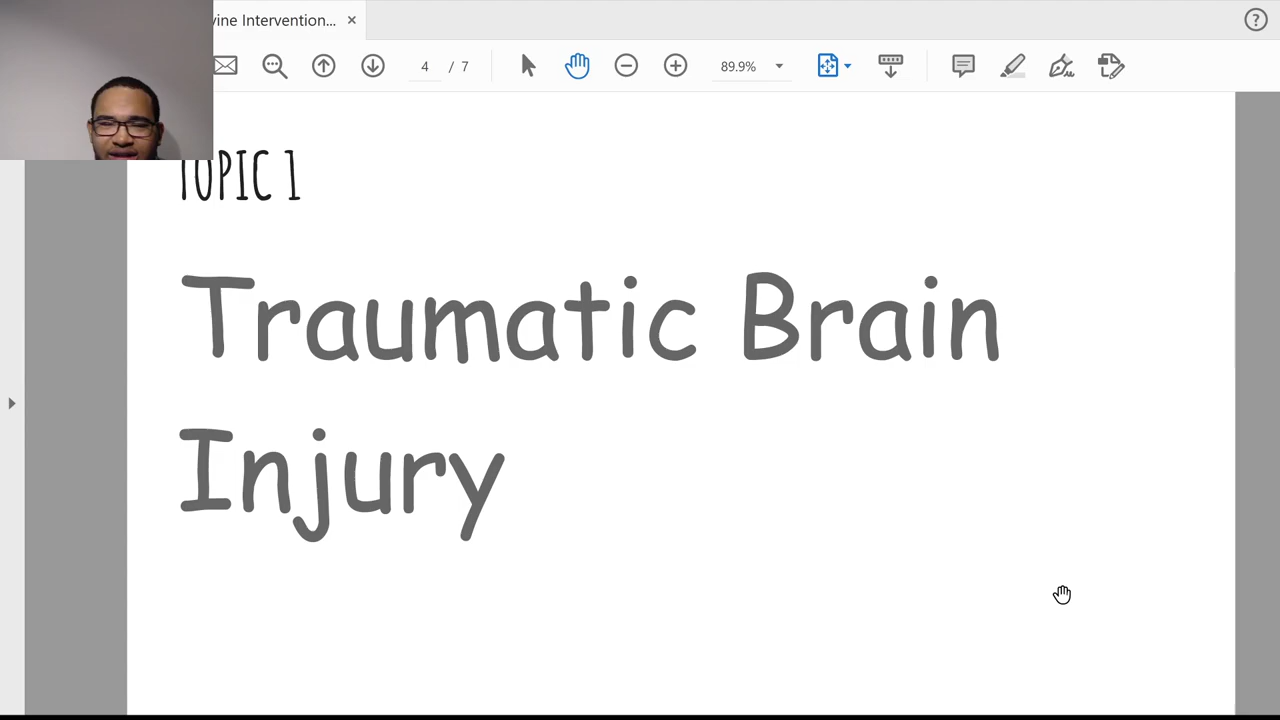 vine Intervention...
4 / 7
89.9%
TOPIC 1
Traumatic Brain
Injury